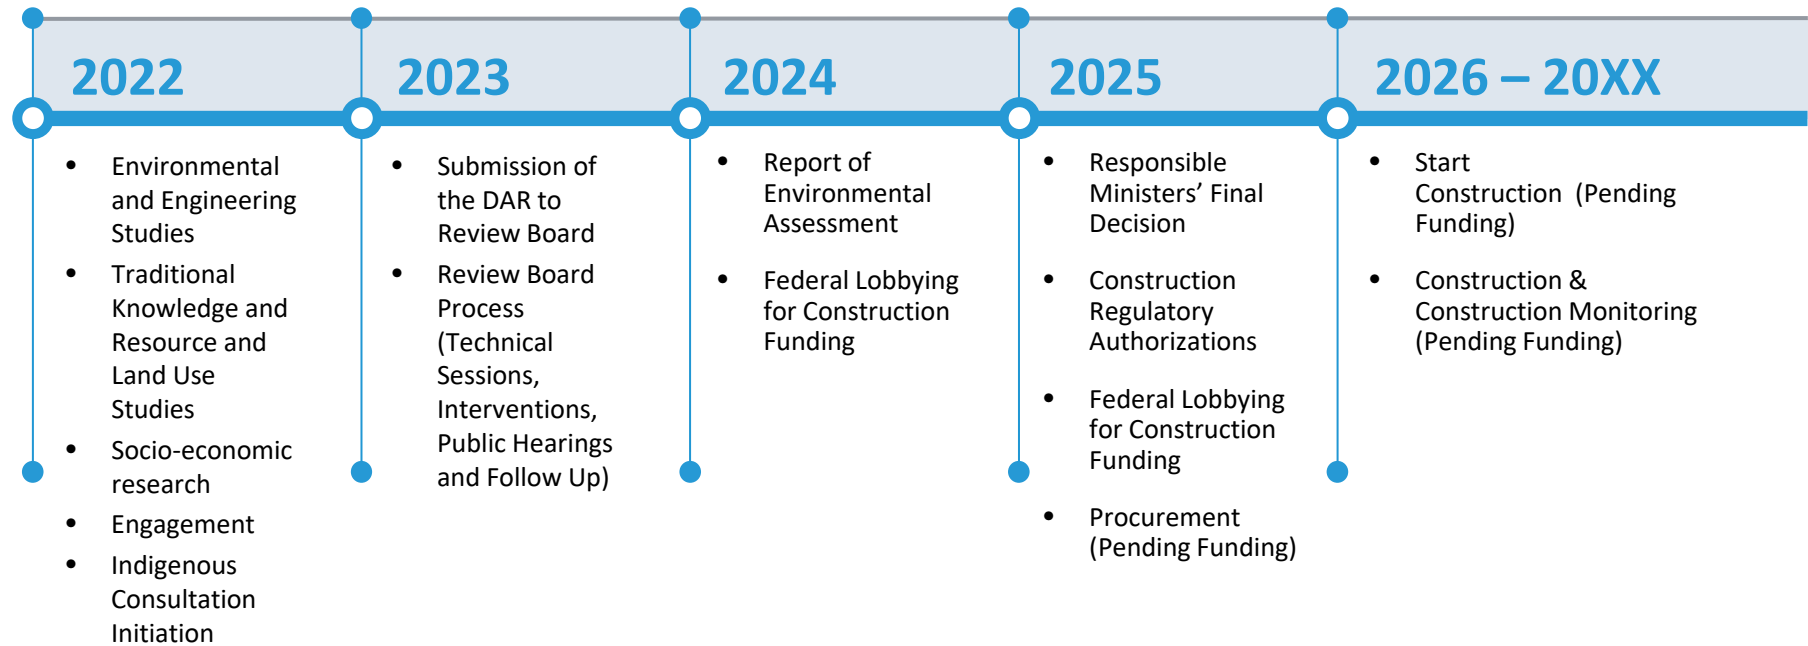 2022
• Environmental
and Engineering
Studies
• Traditional
Knowledge and
Resource and
Land Use
Studies
• Socio-economic
research
• Engagement
• Indigenous
Consultation
Initiation
2023
• Submission of
the DAR to
Review Board
• Review Board
Process
(Technical
Sessions,
Interventions,
Public Hearings
and Follow Up)
2024
• Report of
Environmental
Assessment
• Federal Lobbying
for Construction
Funding
2025
• Responsible
Ministers’ Final
Decision
• Construction
Regulatory
Authorizations
• Federal Lobbying
for Construction
Funding
• Procurement
(Pending Funding)
2026 – 20XX
• Start
Construction  (Pending
Funding)
• Construction &
Construction Monitoring
(Pending Funding)